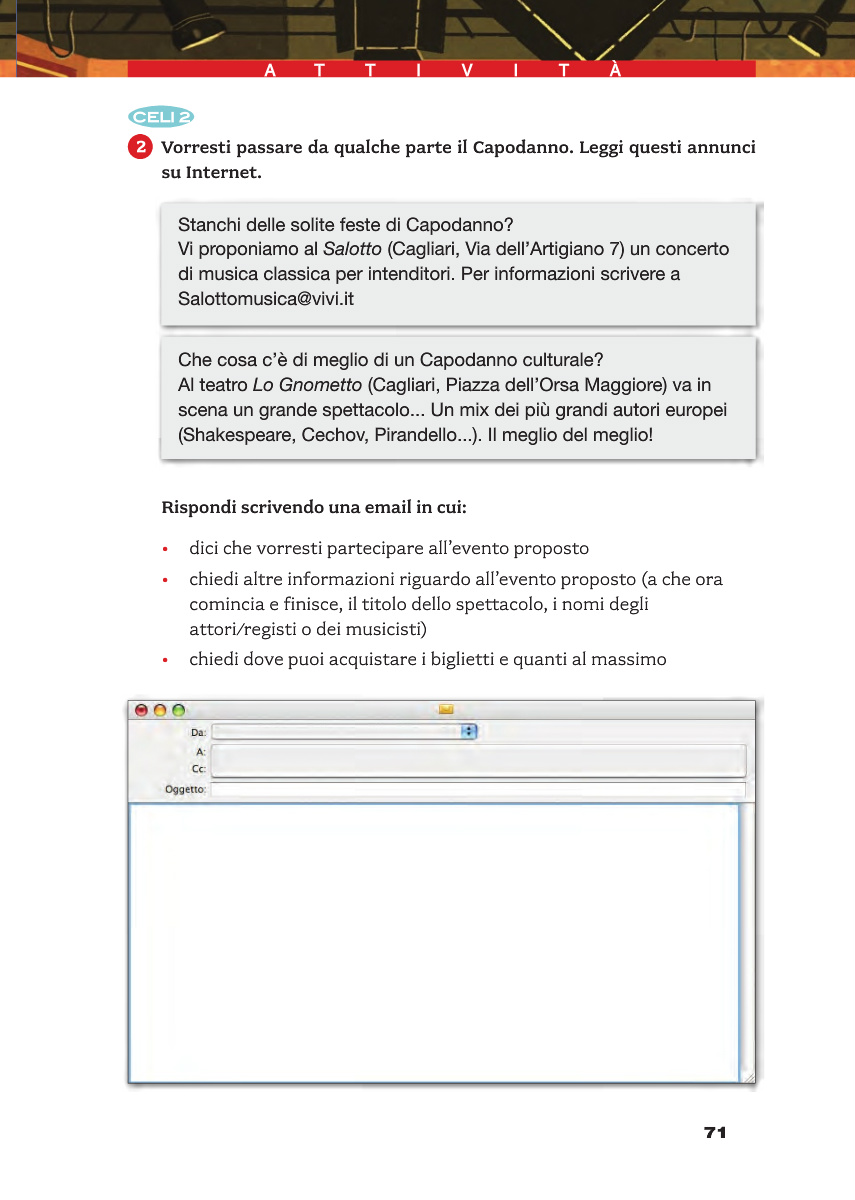 ATTIVITÀ
CELI 2
2 Vorresti passare da qualche parte il Capodanno. Leggi questi annunci
su Internet.
Stanchi delle solite feste di Capodanno?
Vi proponiamo al Salotto (Cagliari, Via dell'Artigiano 7) un concerto
di musica classica per intenditori. Per informazioni scrivere a
Salottomusica@vivi.it
Che cosa c'è di meglio di un Capodanno culturale?
Al teatro Lo Gnometto (Cagliari, Piazza dell'Orsa Maggiore) va in
scena un grande spettacolo... Un mix dei più grandi autori europei
(Shakespeare, Cechov, Pirandello...). Il meglio del meglio!
Rispondi scrivendo una email in cui:
• dici che vorresti partecipare all'evento proposto
• chiedi altre informazioni riguardo all'evento proposto (a che ora
comincia e finisce, il titolo dello spettacolo, i nomi degli
attori/registi o dei musicisti)
• chiedi dove puoi acquistare i biglietti e quanti al massimo
Da:
A:
Cc:
Oggetto:
71